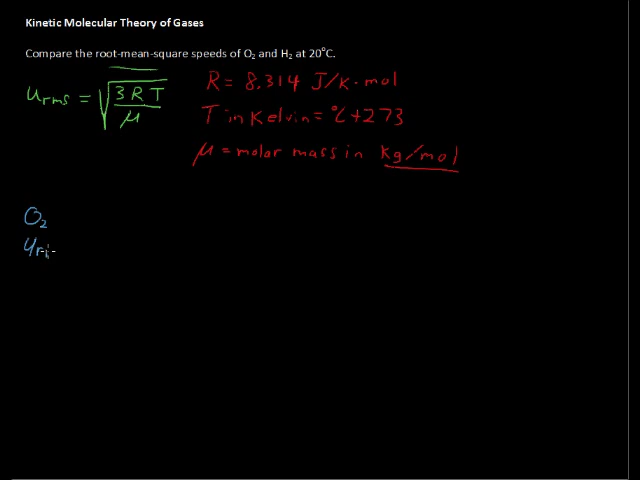 Kinetic Molecular Theory of Gases
Compare the root-mean-square speeds of O₂ and H₂ at 20°C.
u_rms = √(3RT/μ)
R = 8.314 J/K·mol
T in Kelvin = °C + 273
μ = molar mass in kg/mol
O₂